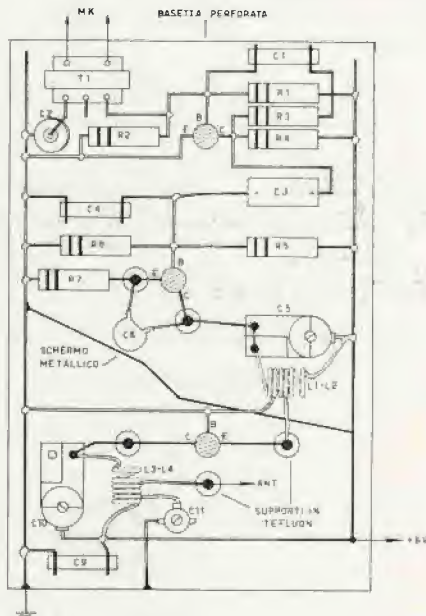 MK
BASETTA PERFORATA
C1
T1
R1
C2
R3
B
R2
E
C
R4
C3
C4
R6
R5
B
R7
E
C
C5
C6
SCHERMO
METALLICO
L1-L2
B
C
E
L3-L4
ANT
SUPPORTI IN
TEFLON
C10
C11
C9